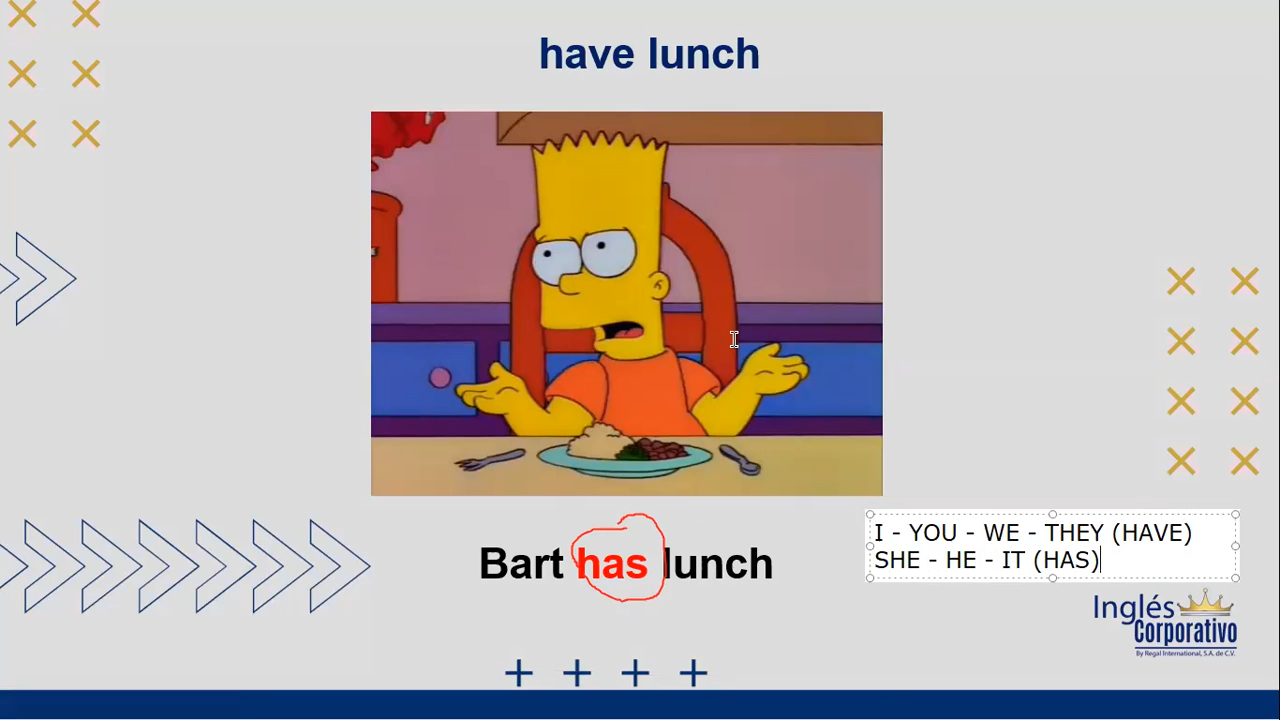 have lunch
Bart has lunch
I - YOU - WE - THEY (HAVE)
SHE - HE - IT (HAS)
Inglés
Corporativo
By Regal International, S.A. de C.V.